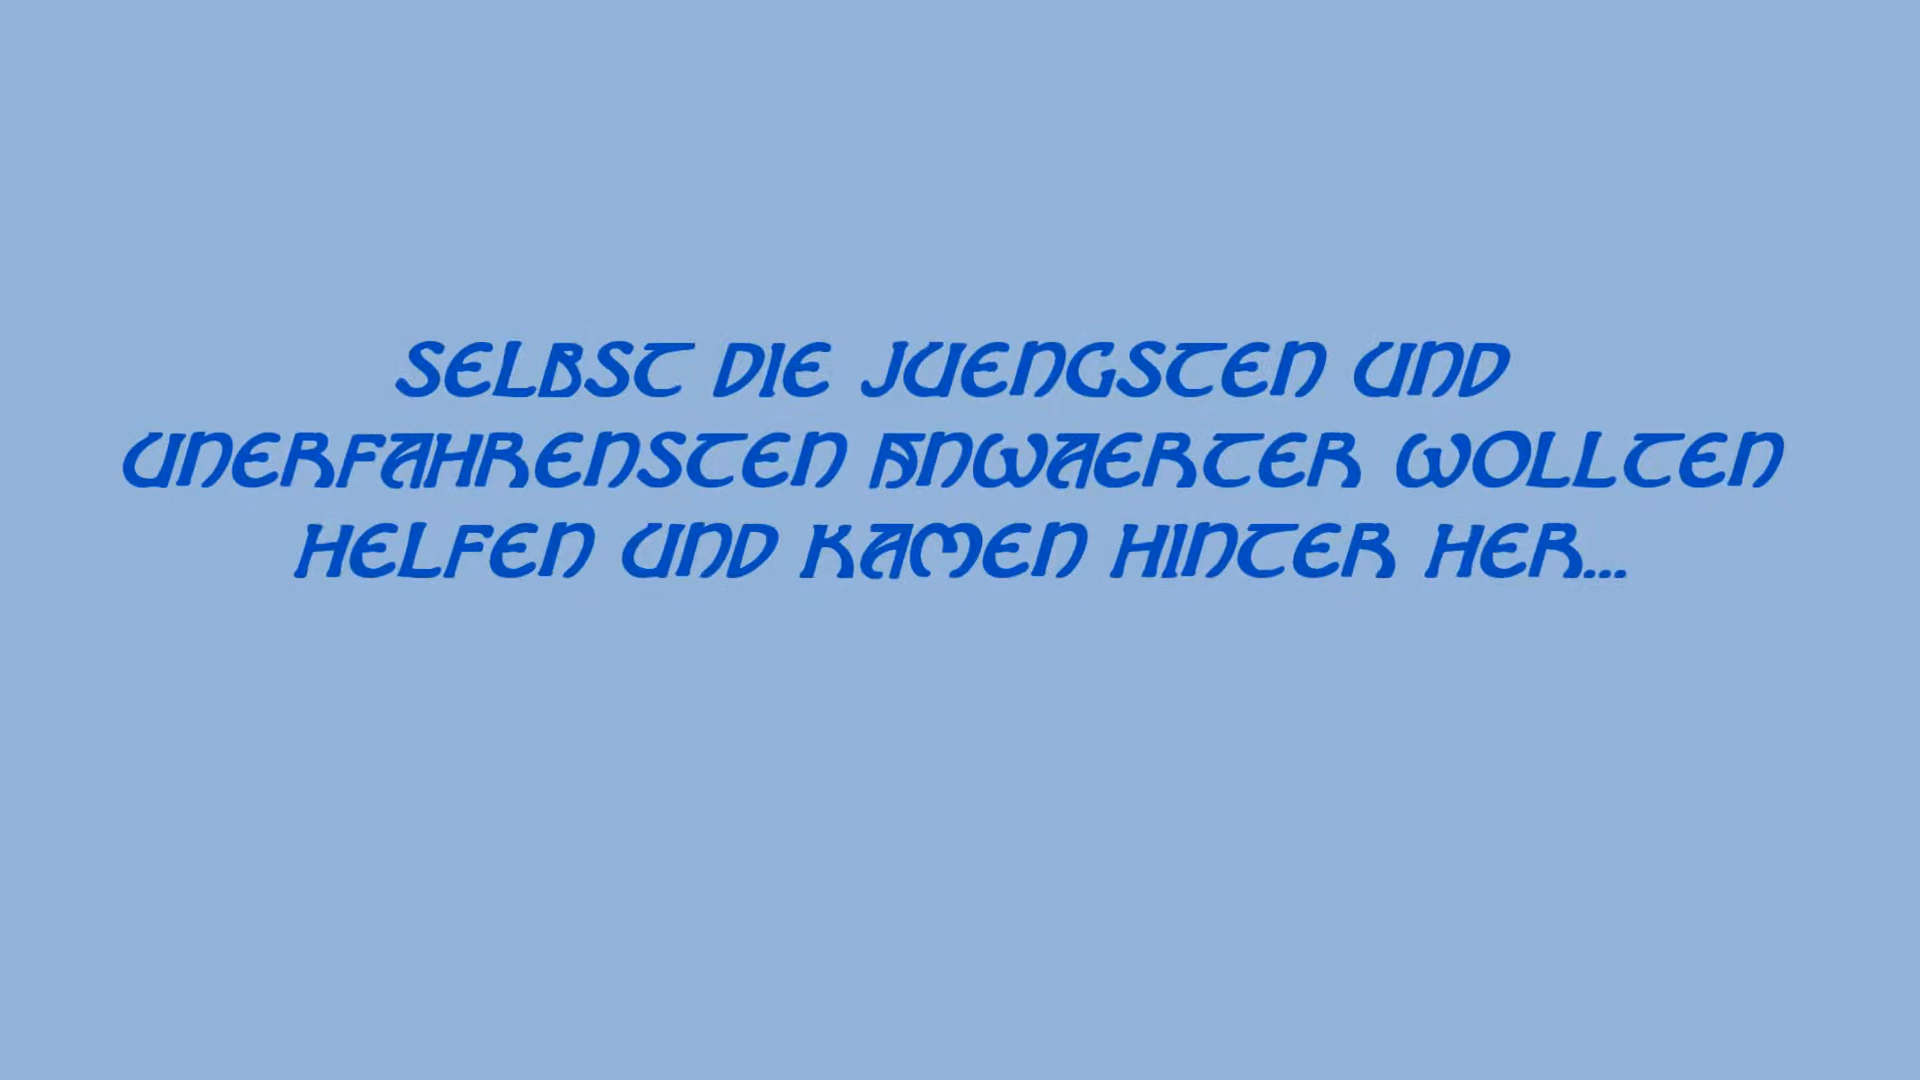 SELBST DIE JUENGSTEN UND
UNERFAHRENSTEN ANWAERTER WOLLTEN
HELFEN UND KAMEN HINTER HER...